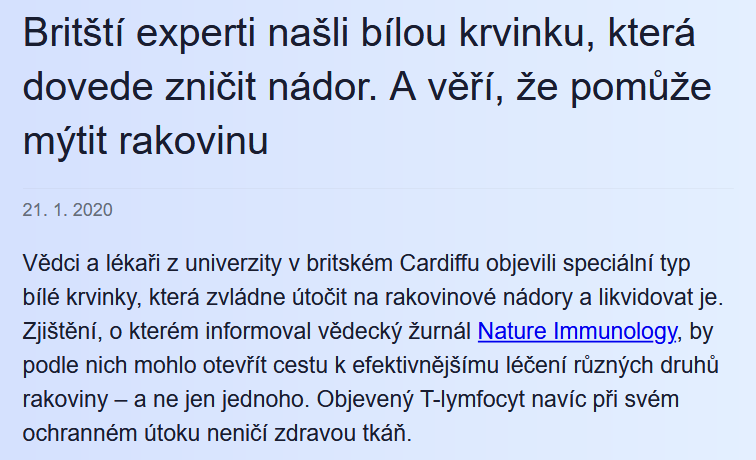 Britští experti našli bílou krvinku, která
dovede zničit nádor. A věří, že pomůže
mýtit rakovinu
21. 1. 2020
Vědci a lékaři z univerzity v britském Cardiffu objevili speciální typ
bílé krvinky, která zvládne útočit na rakovinové nádory a likvidovat je.
Zjištění, o kterém informoval vědecký žurnál Nature Immunology, by
podle nich mohlo otevřít cestu k efektivnějšímu léčení různých druhů
rakoviny – a ne jen jednoho. Objevený T-lymfocyt navíc při svém
ochranném útoku neničí zdravou tkáň.